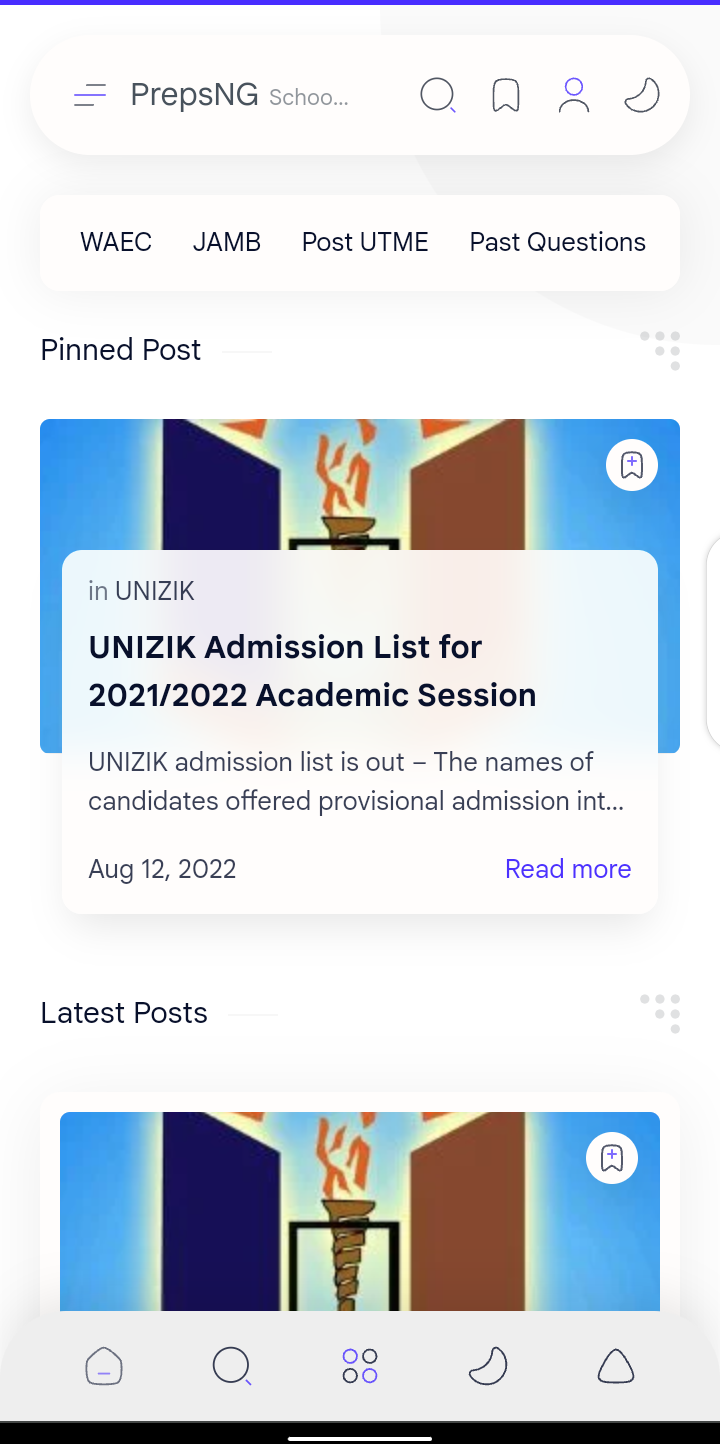 PrepsNG Schoo...
WAEC JAMB Post UTME Past Questions
Pinned Post
in UNIZIK
UNIZIK Admission List for
2021/2022 Academic Session
UNIZIK admission list is out – The names of
candidates offered provisional admission int...
Aug 12, 2022 Read more
Latest Posts